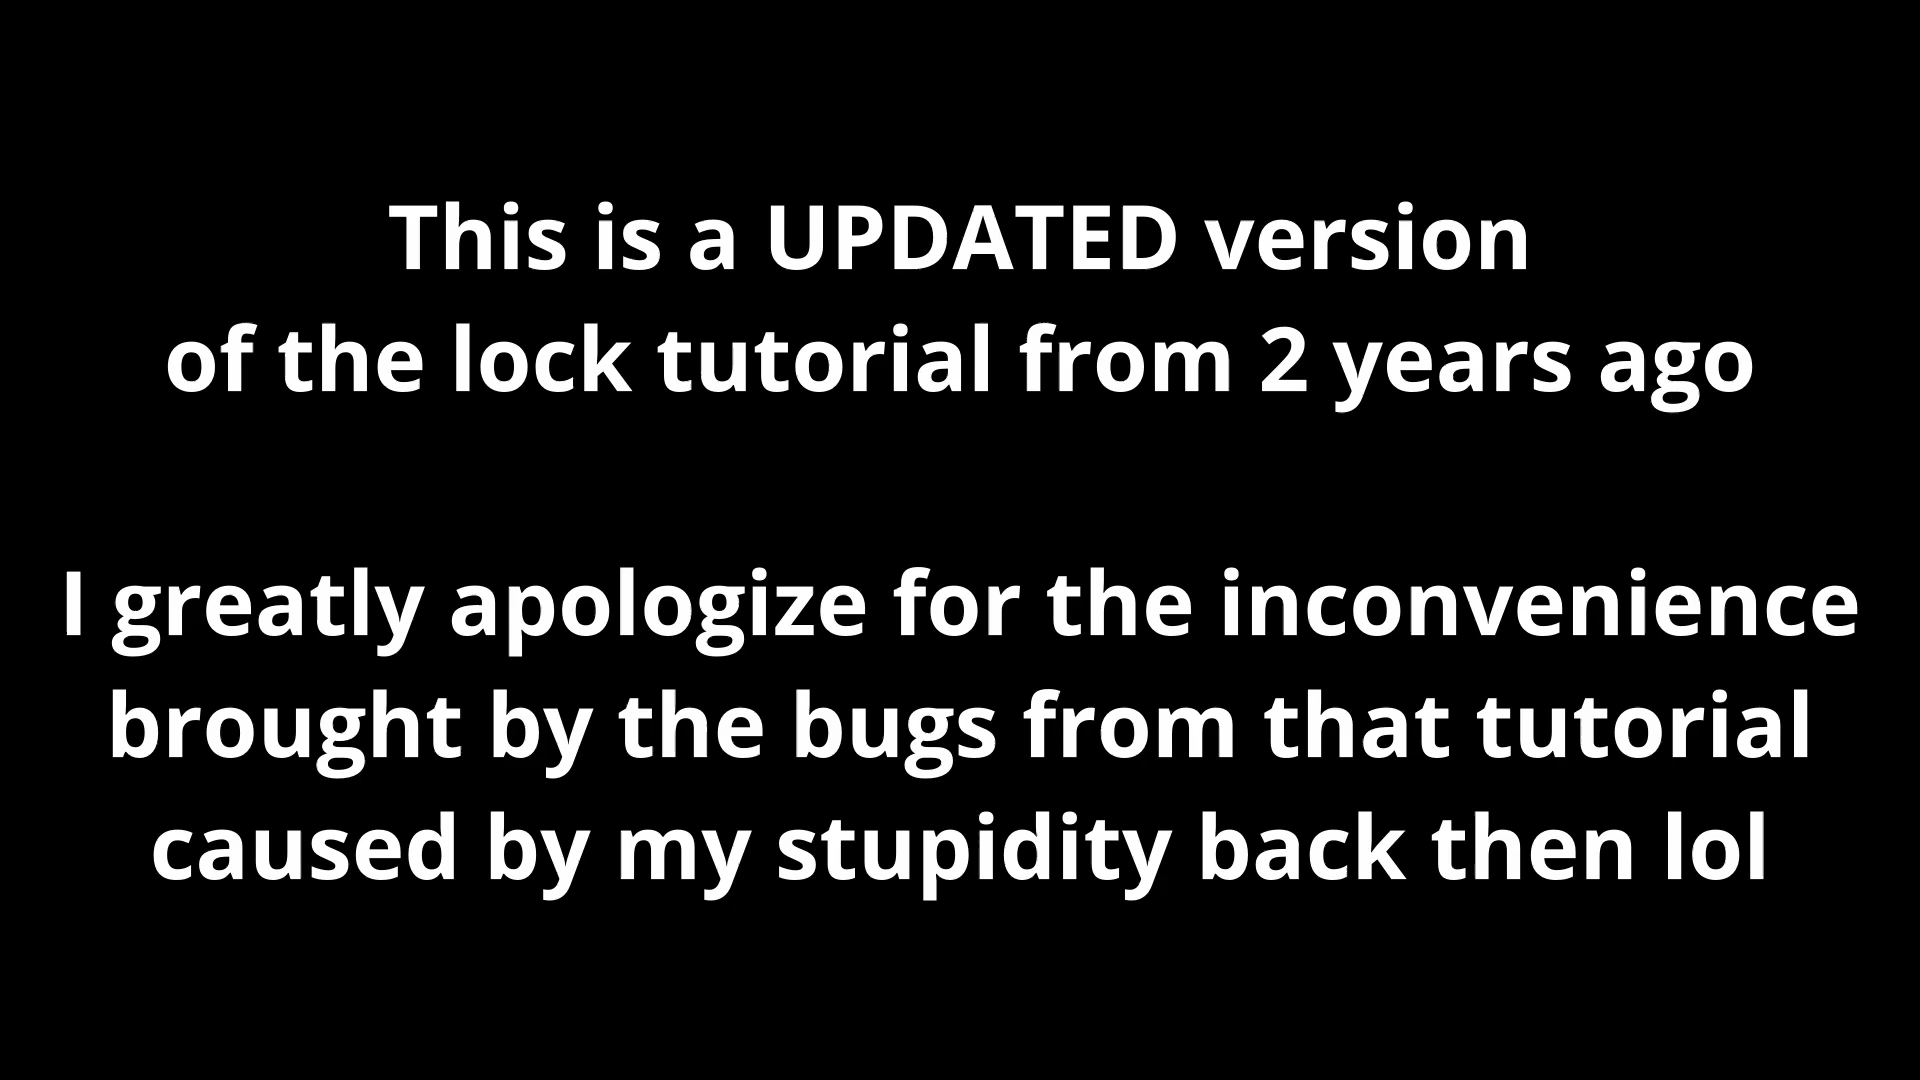 This is a UPDATED version
of the lock tutorial from 2 years ago
I greatly apologize for the inconvenience
brought by the bugs from that tutorial
caused by my stupidity back then lol